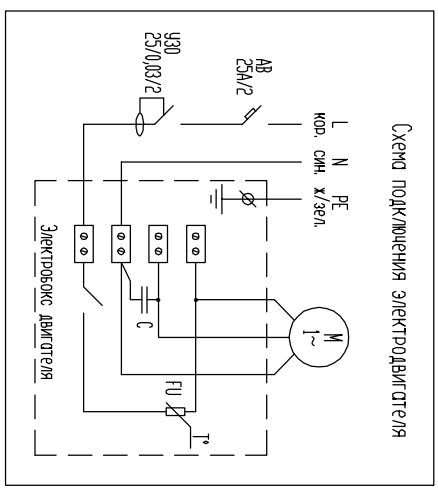 Схема подключения электродвигателя
L
кор.
N
син.
PE
ж/зел.
АВ
25А/2
УЗО
25/0,03/2
M
1~
C
FU
T°
Электробокс двигателя